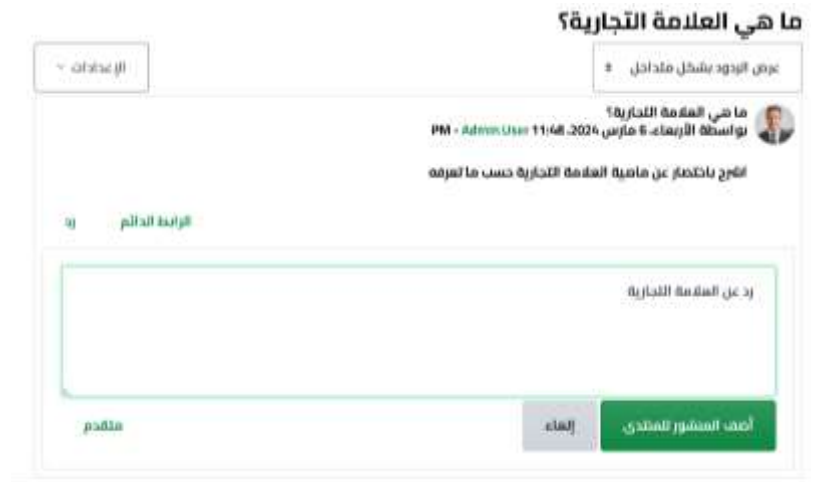 ما هي العلامة التجارية؟
عرض الردود بشكل متداخل
الإعدادات
ما هي العلامة التجارية؟
بواسطة الأربعاء، 6 مارس 2024، 11:48 PM - Admin User
اشرح باختصار عن ماهية العلامة التجارية حسب ما تعرفه
الرابط الدائم رد
رد عن العلامة التجارية
أضف المنشور للمنتدى إلغاء متقدم